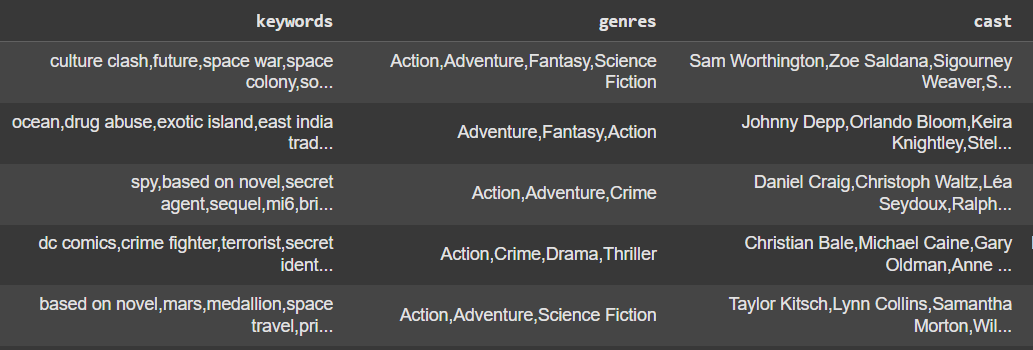 keywords genres cast
culture clash,future,space war,space colony,so... Action,Adventure,Fantasy,Science Fiction Sam Worthington,Zoe Saldana,Sigourney Weaver,S...
ocean,drug abuse,exotic island,east india trad... Adventure,Fantasy,Action Johnny Depp,Orlando Bloom,Keira Knightley,Stel...
spy,based on novel,secret agent,sequel,mi6,bri... Action,Adventure,Crime Daniel Craig,Christoph Waltz,Léa Seydoux,Ralph...
dc comics,crime fighter,terrorist,secret ident... Action,Crime,Drama,Thriller Christian Bale,Michael Caine,Gary Oldman,Anne ...
based on novel,mars,medallion,space travel,pri... Action,Adventure,Science Fiction Taylor Kitsch,Lynn Collins,Samantha Morton,Wil...